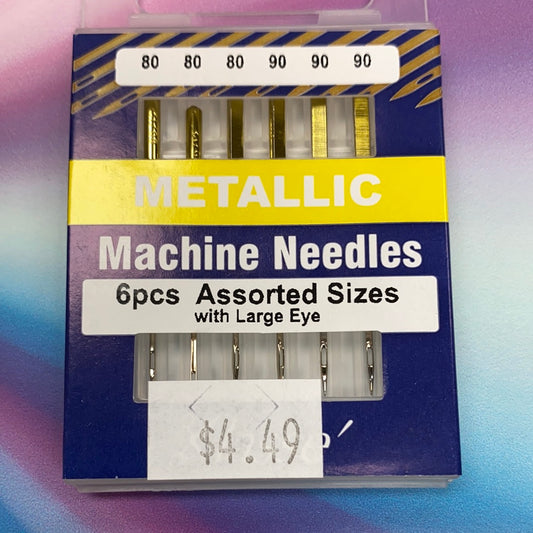 80 80 80 90 90 90
METALLIC
Machine Needles
6pcs Assorted Sizes
with Large Eye
$4.49